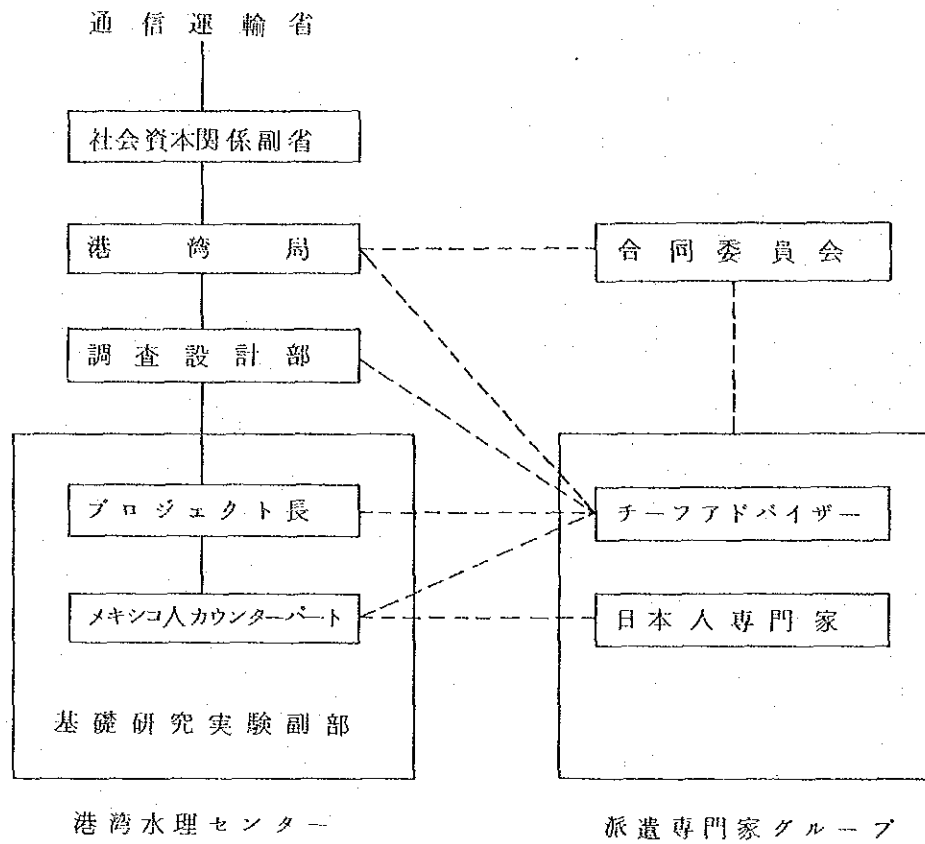 通信運輸省
社会資本関係副省
港湾局
合同委員会
調査設計部
プロジェクト長
チーフアドバイザー
メキシコ人カウンターパート
日本人専門家
基礎研究実験副部
港湾水理センター
派遣専門家グループ